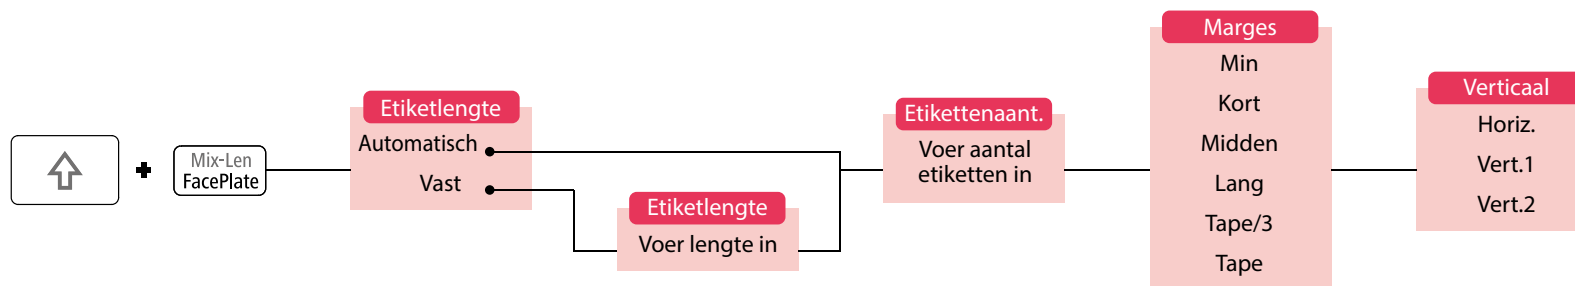 Mix-Len
FacePlate
Etiketlengte
Automatisch
Vast
Etiketlengte
Voer lengte in
Etikettenaant.
Voer aantal
etiketten in
Marges
Min
Kort
Midden
Lang
Tape/3
Tape
Verticaal
Horiz.
Vert.1
Vert.2